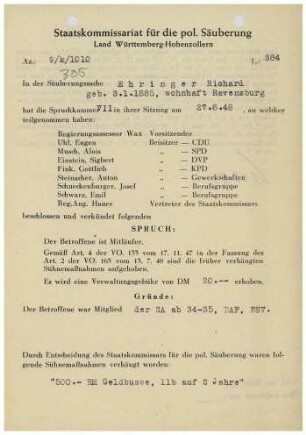 Staatskommissariat für die pol. Säuberung
Land Württemberg-Hohenzollern
Az.: 9/K/1010 L.: 384
385
In der Säuberungssache Ehringer Richard
geb. 3.1.1885, wohnhaft Ravensburg
hat die Spruchkammer VII in ihrer Sitzung am 27.8.48 , an welcher
teilgenommen haben:
Regierungsassessor Wax Vorsitzender
Uhl, Eugen Beisitzer — CDU
Musch, Alois „ — SPD
Einstein, Sigbert „ — DVP
Fink, Gottlieb „ — KPD
Steinacher, Anton „ — Gewerkschaften
Schneckenburger, Josef „ — Berufsgruppe
Schwarz, Emil „ — Berufsgruppe
Reg.Ang. Hauer Vertreter des Staatskommissars
beschlossen und verkündet folgenden
SPRUCH:
Der Betroffene ist Mitläufer.
Gemäß Art. 4 der VO. 133 vom 17. 11. 47 in der Fassung des
Art. 2 der VO. 165 vom 13. 7. 48 sind die früher verhängten
Sühnemaßnahmen aufgehoben.
Es wird eine Verwaltungsgebühr von DM 20.-- erhoben.
Gründe:
Der Betroffene war Mitglied der SA ab 34-35, DAF, NSV.
Durch Entscheidung des Staatskommissars für die pol. Säuberung waren fol-
gende Sühnemaßnahmen verhängt worden:
"500.- RM Geldbusse, 11b auf 2 Jahre"